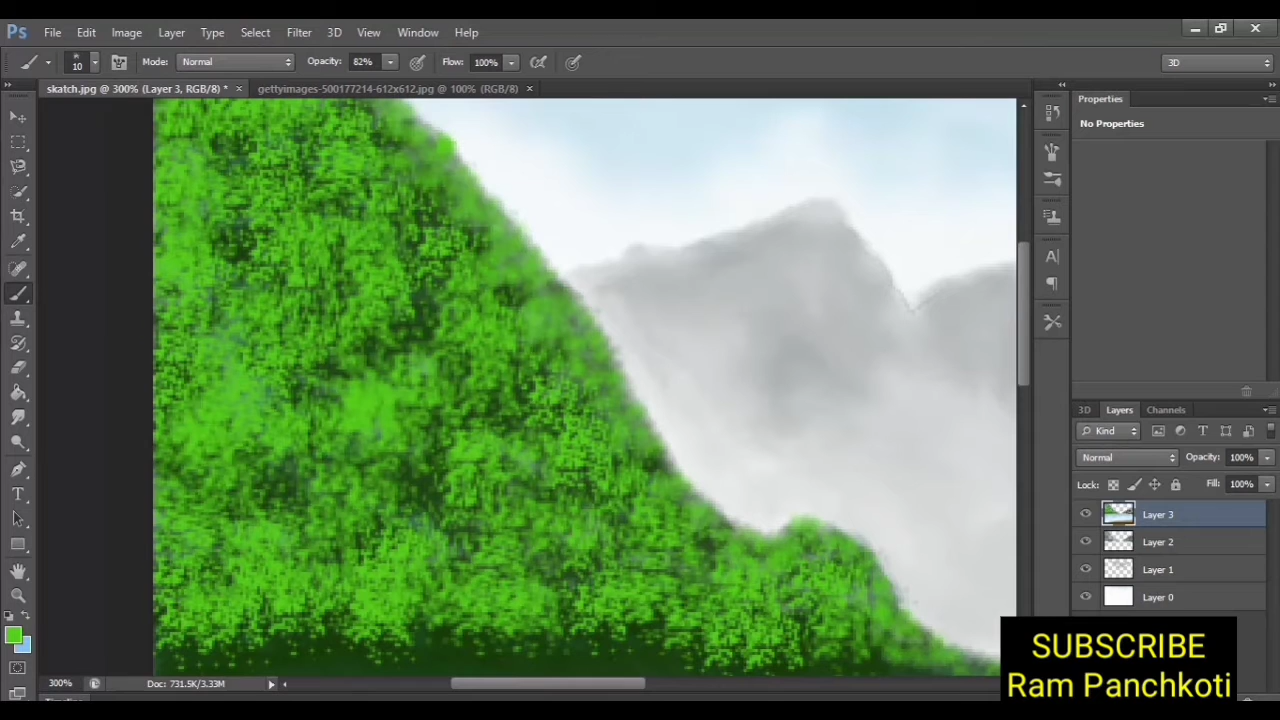 Ps File Edit Image Layer Type Select Filter 3D View Window Help
10 Mode: Normal Opacity: 82% Flow: 100% 3D
skatch.jpg @ 300% (Layer 3, RGB/8) * × gettyimages-500177214-612x612.jpg @ 100% (RGB/8) ×
Properties
No Properties
3D Layers Channels
Kind
Normal Opacity: 100%
Lock: Fill: 100%
Layer 3
Layer 2
Layer 1
Layer 0
SUBSCRIBE
Ram Panchkoti
300% Doc: 731.5K/3.33M